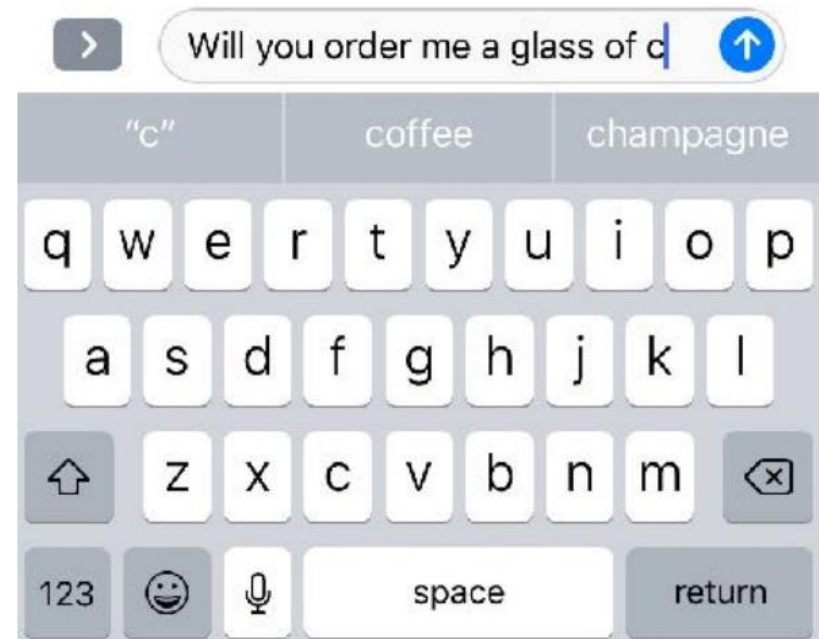 Will you order me a glass of c
"c" coffee champagne
q w e r t y u i o p
a s d f g h j k l
z x c v b n m
123 space return